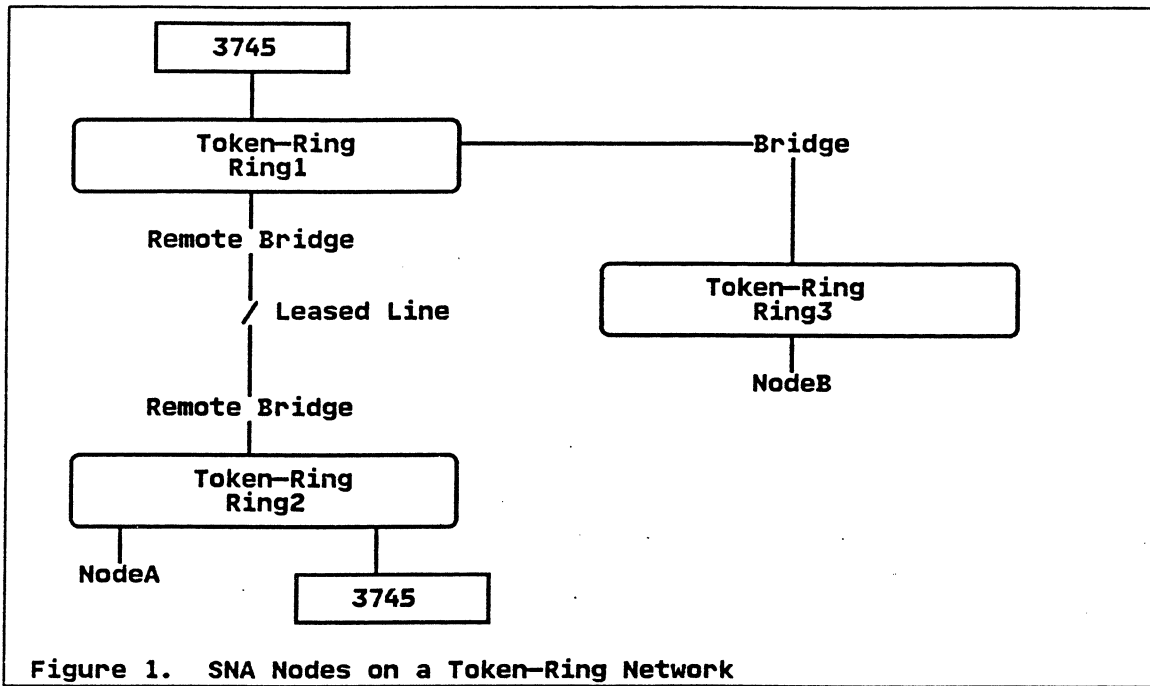 3745
Token-Ring
Ring1
Bridge
Remote Bridge
Token-Ring
Ring3
Leased Line
NodeB
Remote Bridge
Token-Ring
Ring2
NodeA
3745
Figure 1. SNA Nodes on a Token-Ring Network